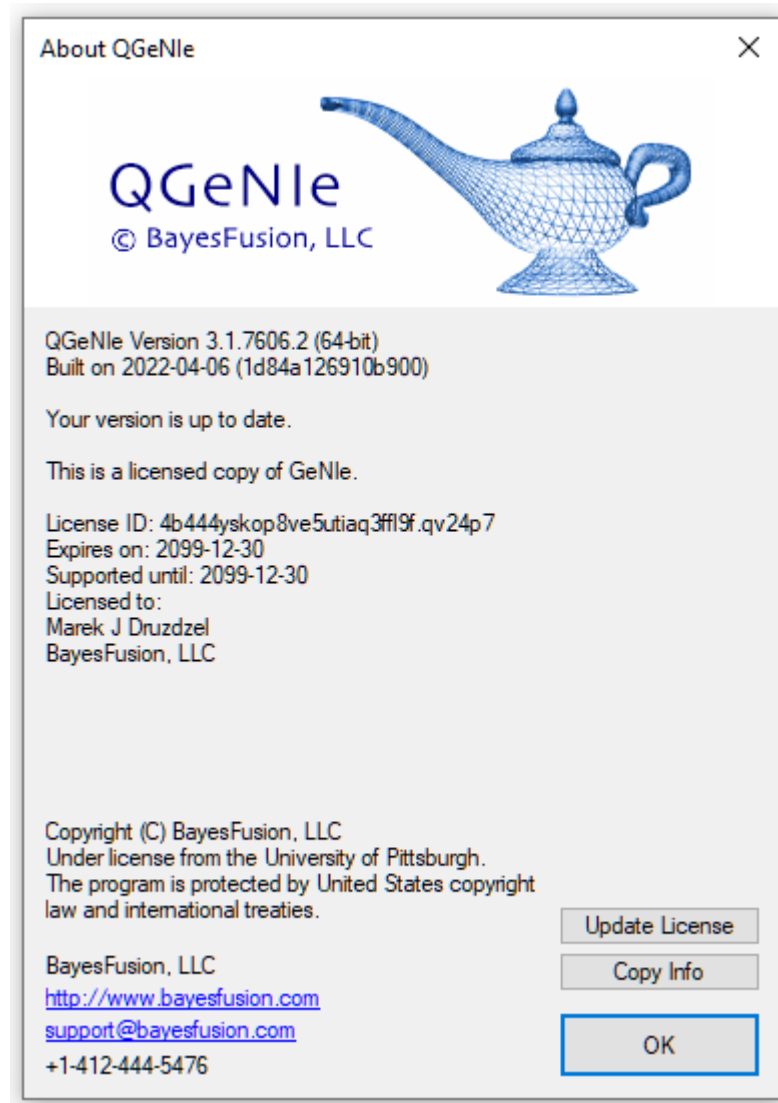 About QGeNIe
QGeNIe
© BayesFusion, LLC
QGeNIe Version 3.1.7606.2 (64-bit)
Built on 2022-04-06 (1d84a126910b900)
Your version is up to date.
This is a licensed copy of GeNIe.
License ID: 4b444yskop8ve5utiaq3ffl9f.qv24p7
Expires on: 2099-12-30
Supported until: 2099-12-30
Licensed to:
Marek J Druzdzel
BayesFusion, LLC
Copyright (C) BayesFusion, LLC
Under license from the University of Pittsburgh.
The program is protected by United States copyright
law and international treaties.
Update License
BayesFusion, LLC
Copy Info
http://www.bayesfusion.com
support@bayesfusion.com
OK
+1-412-444-5476